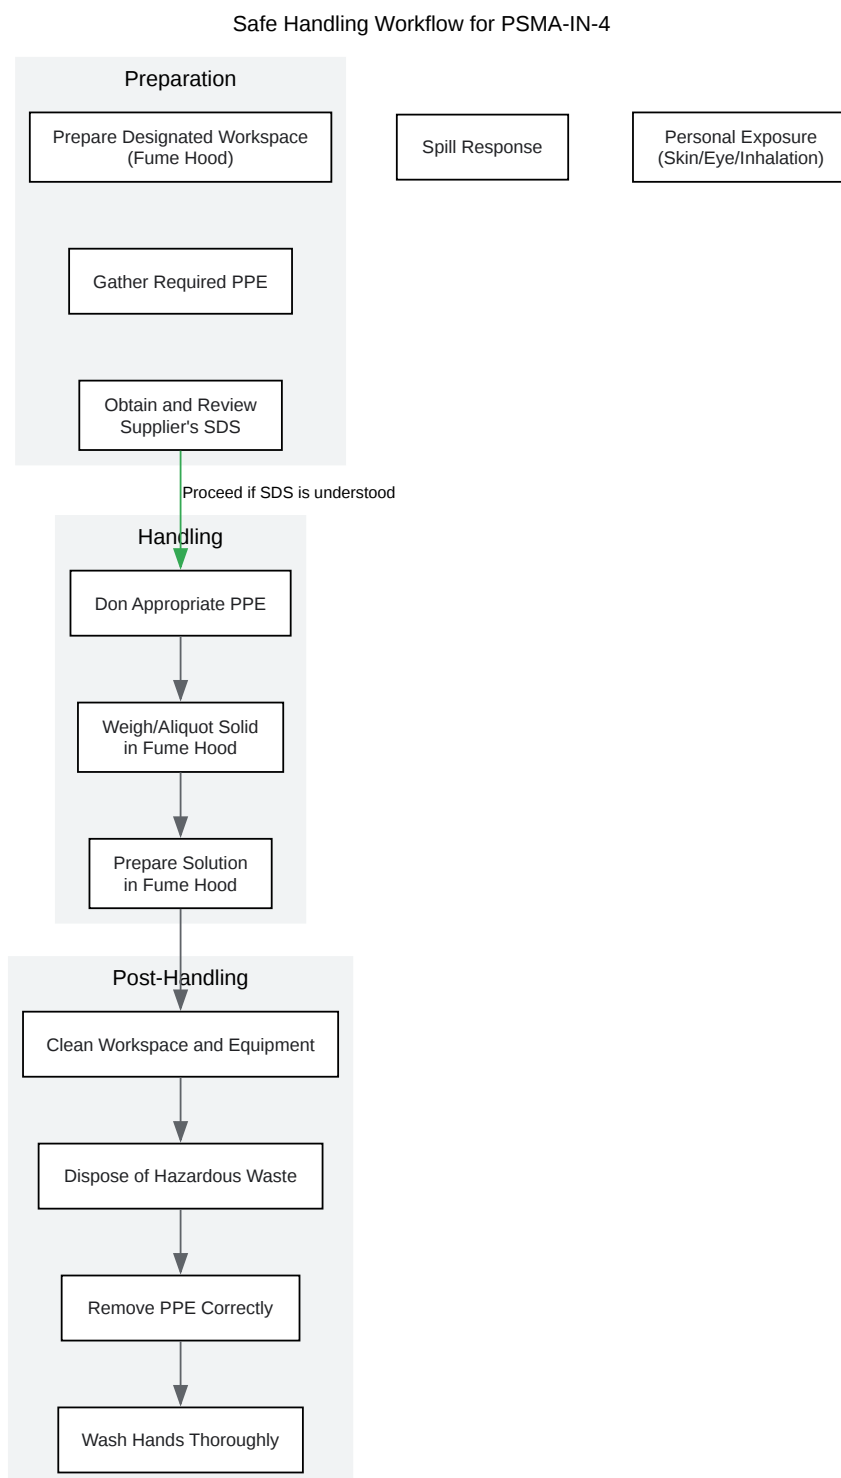 Safe Handling Workflow for PSMA-IN-4
Preparation
Prepare Designated Workspace
(Fume Hood)
Spill Response
Personal Exposure
(Skin/Eye/Inhalation)
Gather Required PPE
Obtain and Review
Supplier's SDS
Proceed if SDS is understood
Handling
Don Appropriate PPE
Weigh/Aliquot Solid
in Fume Hood
Prepare Solution
in Fume Hood
Post-Handling
Clean Workspace and Equipment
Dispose of Hazardous Waste
Remove PPE Correctly
Wash Hands Thoroughly